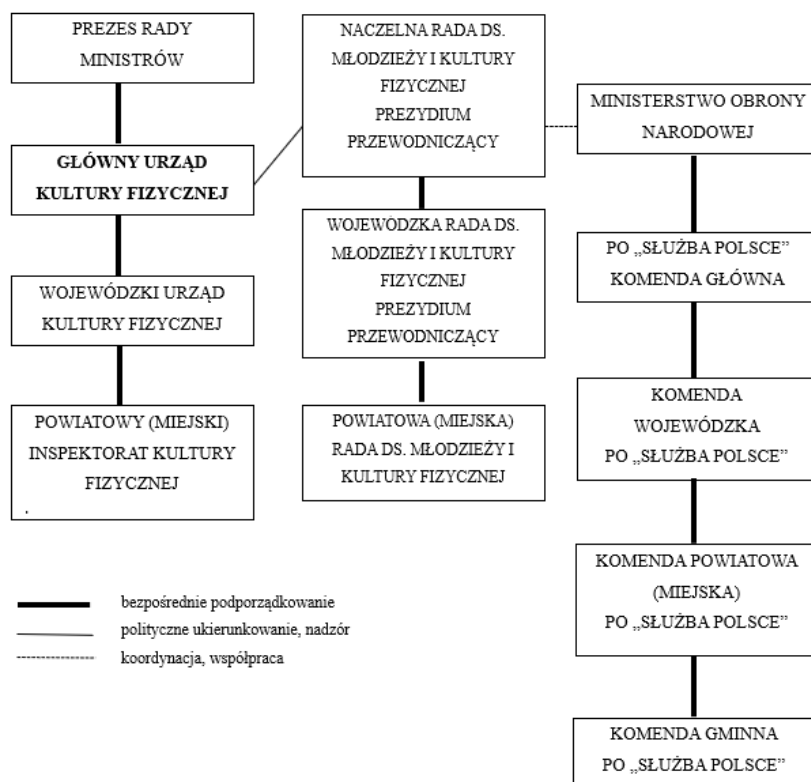 PREZES RADY
MINISTRÓW
GŁÓWNY URZĄD
KULTURY FIZYCZNEJ
WOJEWÓDZKI URZĄD
KULTURY FIZYCZNEJ
POWIATOWY (MIEJSKI)
INSPEKTORAT KULTURY
FIZYCZNEJ
.
NACZELNA RADA DS.
MŁODZIEŻY I KULTURY
FIZYCZNEJ
PREZYDIUM
PRZEWODNICZĄCY
WOJEWÓDZKA RADA DS.
MŁODZIEŻY I KULTURY
FIZYCZNEJ
PREZYDIUM
PRZEWODNICZĄCY
POWIATOWA (MIEJSKA)
RADA DS. MŁODZIEŻY I
KULTURY FIZYCZNEJ
MINISTERSTWO OBRONY
NARODOWEJ
PO „SŁUŻBA POLSCE”
KOMENDA GŁÓWNA
KOMENDA
WOJEWÓDZKA
PO „SŁUŻBA POLSCE”
KOMENDA POWIATOWA
(MIEJSKA)
PO „SŁUŻBA POLSCE”
KOMENDA GMINNA
PO „SŁUŻBA POLSCE”
bezpośrednie podporządkowanie
polityczne ukierunkowanie, nadzór
koordynacja, współpraca